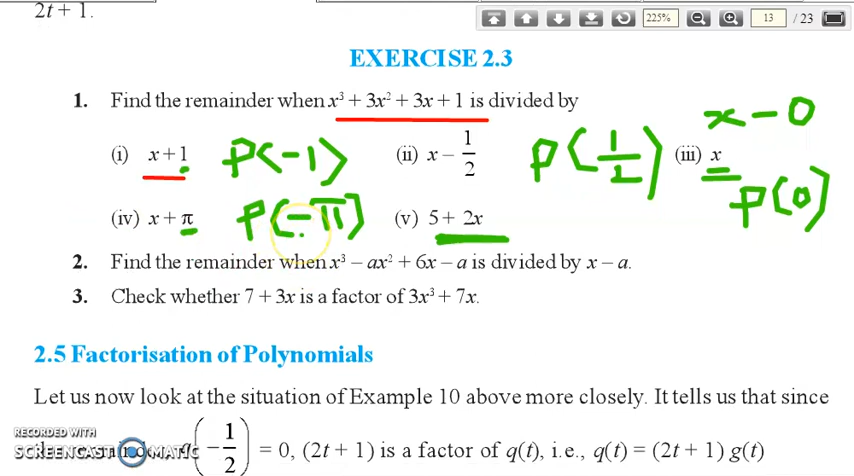 2t + 1.
225% 13 / 23
EXERCISE 2.3
1. Find the remainder when x³ + 3x² + 3x + 1 is divided by
x - 0
(i) x + 1 P(-1) (ii) x – 1/2 P(1/2) (iii) x
P(0)
(iv) x + π P(-π) (v) 5 + 2x
2. Find the remainder when x³ – ax² + 6x – a is divided by x – a.
3. Check whether 7 + 3x is a factor of 3x³ + 7x.
2.5 Factorisation of Polynomials
Let us now look at the situation of Example 10 above more closely. It tells us that since
RECORDED WITH
SCREENCAST MATIC
q(–1/2) = 0, (2t + 1) is a factor of q(t), i.e., q(t) = (2t + 1) g(t)